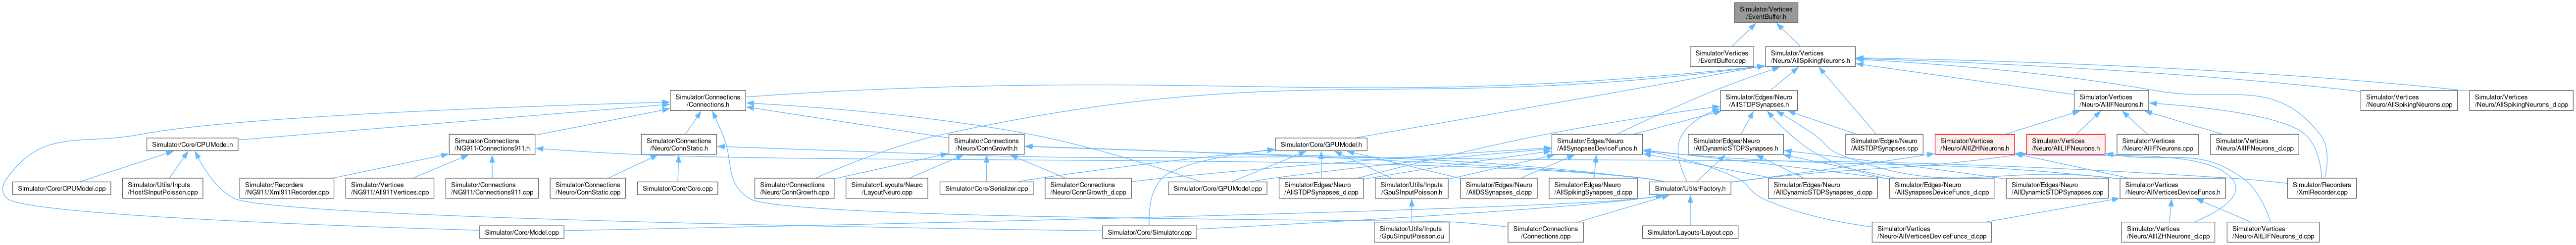 Simulator/Vertices
/EventBuffer.h
Simulator/Vertices
/EventBuffer.cpp
Simulator/Vertices
/Neuro/AllSpikingNeurons.h
Simulator/Connections
/Connections.h
Simulator/Edges/Neuro
/AllSTDPSynapses.h
Simulator/Vertices
/Neuro/AllIFNeurons.h
Simulator/Vertices
/Neuro/AllSpikingNeurons.cpp
Simulator/Vertices
/Neuro/AllSpikingNeurons_d.cpp
Simulator/Core/CPUModel.h
Simulator/Connections
/NG911/Connections911.h
Simulator/Connections
/Neuro/ConnStatic.h
Simulator/Connections
/Neuro/ConnGrowth.h
Simulator/Core/GPUModel.h
Simulator/Edges/Neuro
/AllSynapsesDeviceFuncs.h
Simulator/Edges/Neuro
/AllDynamicSTDPSynapses.h
Simulator/Edges/Neuro
/AllSTDPSynapses.cpp
Simulator/Vertices
/Neuro/AllIZHNeurons.h
Simulator/Vertices
/Neuro/AllLIFNeurons.h
Simulator/Vertices
/Neuro/AllIFNeurons.cpp
Simulator/Vertices
/Neuro/AllIFNeurons_d.cpp
Simulator/Core/CPUModel.cpp
Simulator/Utils/Inputs
/HostSInputPoisson.cpp
Simulator/Recorders
/NG911/Xml911Recorder.cpp
Simulator/Vertices
/NG911/All911Vertices.cpp
Simulator/Connections
/NG911/Connections911.cpp
Simulator/Connections
/Neuro/ConnStatic.cpp
Simulator/Core/Core.cpp
Simulator/Connections
/Neuro/ConnGrowth.cpp
Simulator/Layouts/Neuro
/LayoutNeuro.cpp
Simulator/Core/Serializer.cpp
Simulator/Connections
/Neuro/ConnGrowth_d.cpp
Simulator/Core/GPUModel.cpp
Simulator/Edges/Neuro
/AllSTDPSynapses_d.cpp
Simulator/Utils/Inputs
/GpuSInputPoisson.h
Simulator/Edges/Neuro
/AllDSSynapses_d.cpp
Simulator/Edges/Neuro
/AllSpikingSynapses_d.cpp
Simulator/Utils/Factory.h
Simulator/Edges/Neuro
/AllDynamicSTDPSynapses_d.cpp
Simulator/Edges/Neuro
/AllSynapsesDeviceFuncs_d.cpp
Simulator/Edges/Neuro
/AllDynamicSTDPSynapses.cpp
Simulator/Vertices
/Neuro/AllVerticesDeviceFuncs.h
Simulator/Recorders
/XmlRecorder.cpp
Simulator/Core/Model.cpp
Simulator/Core/Simulator.cpp
Simulator/Utils/Inputs
/GpuSInputPoisson.cu
Simulator/Connections
/Connections.cpp
Simulator/Layouts/Layout.cpp
Simulator/Vertices
/Neuro/AllVerticesDeviceFuncs_d.cpp
Simulator/Vertices
/Neuro/AllIZHNeurons_d.cpp
Simulator/Vertices
/Neuro/AllLIFNeurons_d.cpp